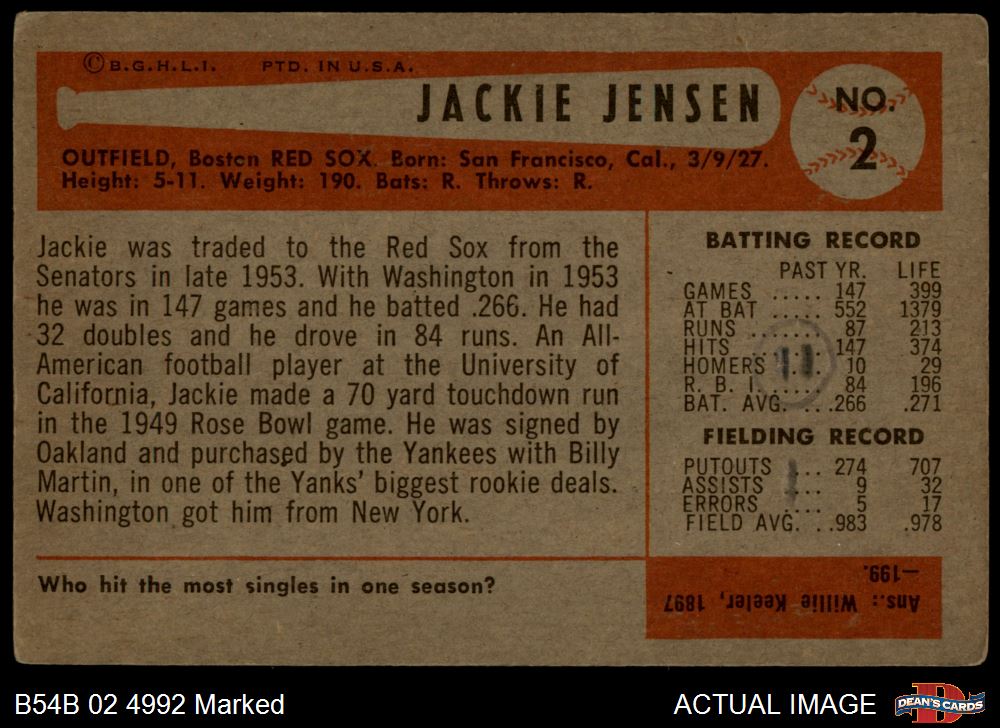 ©B.G.H.L.I. PTD. IN U.S.A.
JACKIE JENSEN
NO.
2
OUTFIELD, Boston RED SOX. Born: San Francisco, Cal., 3/9/27.
Height: 5-11. Weight: 190. Bats: R. Throws: R.
Jackie was traded to the Red Sox from the
Senators in late 1953. With Washington in 1953
he was in 147 games and he batted .266. He had
32 doubles and he drove in 84 runs. An All-
American football player at the University of
California, Jackie made a 70 yard touchdown run
in the 1949 Rose Bowl game. He was signed by
Oakland and purchased by the Yankees with Billy
Martin, in one of the Yanks' biggest rookie deals.
Washington got him from New York.
BATTING RECORD
PAST YR. LIFE
GAMES ..... 147 399
AT BAT ..... 552 1379
RUNS ....... 87 213
HITS ....... 147 374
HOMERS .... 10 29
R. B. I. ...... 84 196
BAT. AVG. ...266 .271
11
FIELDING RECORD
PUTOUTS ... 274 707
ASSISTS ... 9 32
ERRORS .... 5 17
FIELD AVG. ..983 .978
Who hit the most singles in one season?
Ans.: Willie Keeler, 1897
—199.
B54B 02 4992 Marked
ACTUAL IMAGE
DEAN'S CARDS